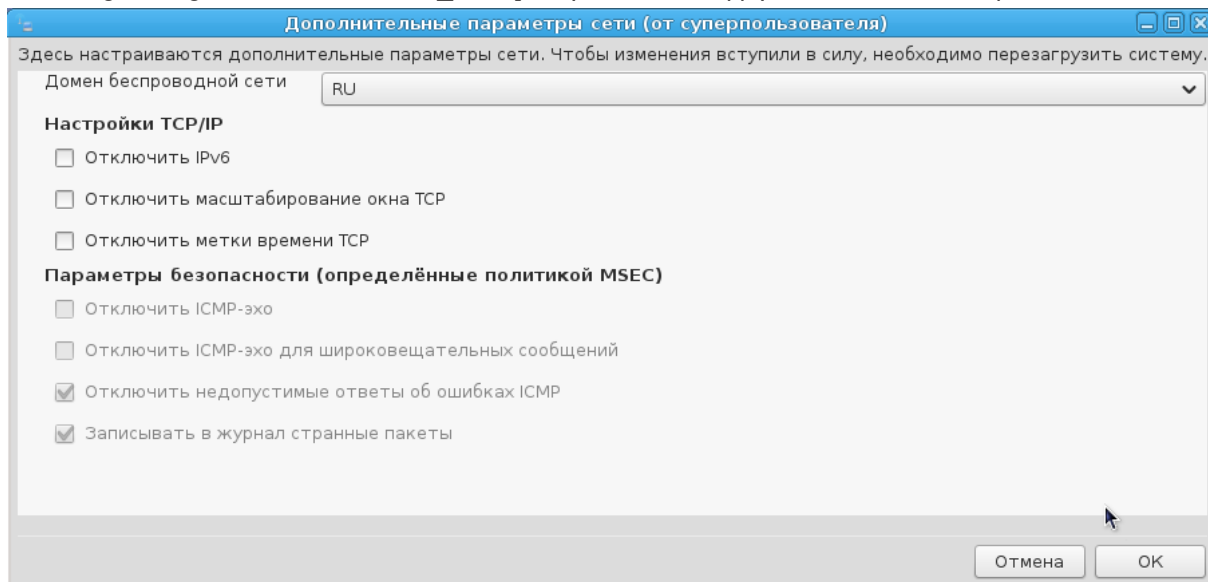 Дополнительные параметры сети (от суперпользователя)
Здесь настраиваются дополнительные параметры сети. Чтобы изменения вступили в силу, необходимо перезагрузить систему.
Домен беспроводной сети RU
Настройки TCP/IP
Отключить IPv6
Отключить масштабирование окна TCP
Отключить метки времени TCP
Параметры безопасности (определённые политикой MSEC)
Отключить ICMP-эхо
Отключить ICMP-эхо для широковещательных сообщений
Отключить недопустимые ответы об ошибках ICMP
Записывать в журнал странные пакеты
Отмена OK